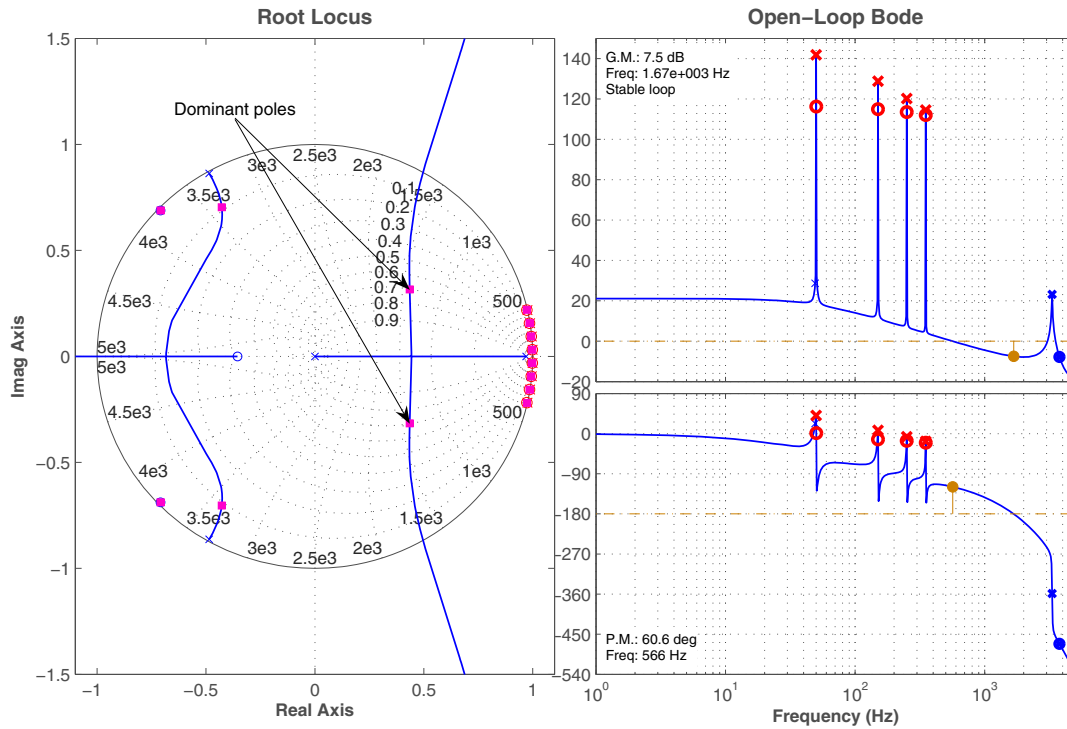 Root Locus
Open−Loop Bode
1.5
1
0.5
0
−0.5
−1
−1.5
Imag Axis
−1
−0.5
0
0.5
1
Real Axis
Dominant poles
2.5e3
3e3
2e3
3.5e3
1.5e3
4e3
1e3
4.5e3
500
5e3
5e3
4.5e3
500
4e3
1e3
3.5e3
1.5e3
3e3
2e3
2.5e3
0.1
0.2
0.3
0.4
0.5
0.6
0.7
0.8
0.9
G.M.: 7.5 dB
Freq: 1.67e+003 Hz
Stable loop
140
120
100
80
60
40
20
0
−20
90
0
−90
−180
−270
−360
−450
−540
P.M.: 60.6 deg
Freq: 566 Hz
10^0
10^1
10^2
10^3
Frequency (Hz)